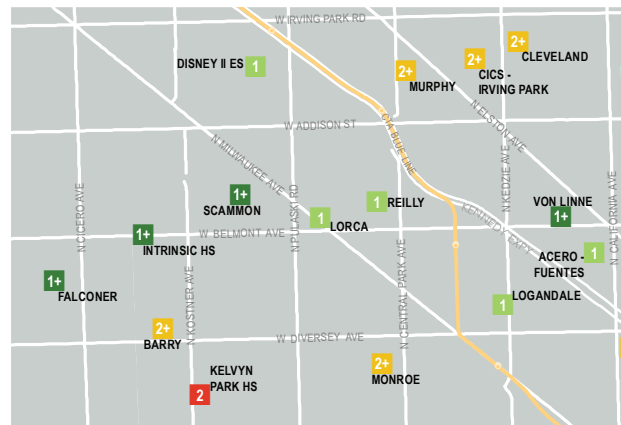 W IRVING PARK RD
DISNEY II ES
1
2+
MURPHY
2+
CICS -
IRVING PARK
2+
CLEVELAND
N ELSTON AVE
CTA BLUE LINE
W ADDISON ST
N MILWAUKEE AVE
N CICERO AVE
1+
SCAMMON
N PULASKI RD
1
LORCA
1
REILLY
KENNEDY EXPY
N KEDZIE AVE
VON LINNE
1+
N CALIFORNIA AVE
1+
INTRINSIC HS
W BELMONT AVE
1
ACERO -
FUENTES
1+
FALCONER
N KOSTNER AVE
N CENTRAL PARK AVE
1
LOGANDALE
2+
BARRY
W DIVERSEY AVE
KELVYN
PARK HS
2
2+
MONROE